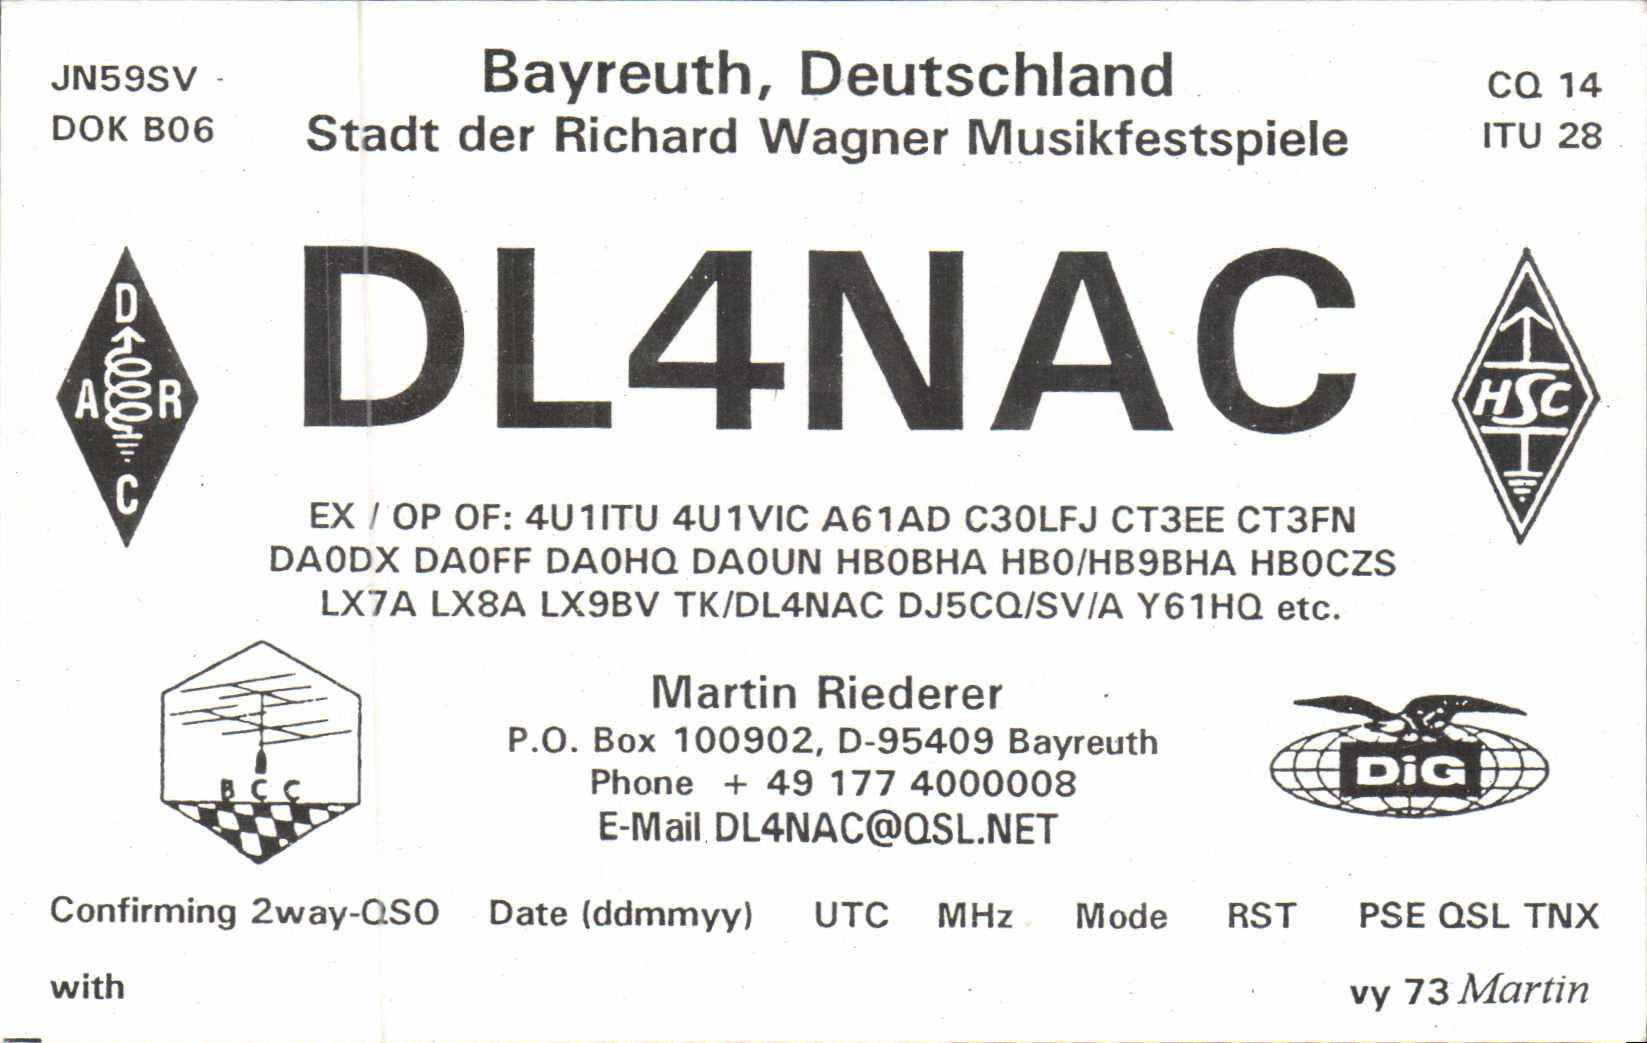 JN59SV
DOK B06
Bayreuth, Deutschland
Stadt der Richard Wagner Musikfestspiele
CQ 14
ITU 28
DL4NAC
D
A R
C
HSC
EX / OP OF: 4U1ITU 4U1VIC A61AD C30LFJ CT3EE CT3FN
DA0DX DA0FF DA0HQ DA0UN HB0BHA HB0/HB9BHA HB0CZS
LX7A LX8A LX9BV TK/DL4NAC DJ5CQ/SV/A Y61HQ etc.
BCC
Martin Riederer
P.O. Box 100902, D-95409 Bayreuth
Phone + 49 177 4000008
E-Mail DL4NAC@QSL.NET
DiG
Confirming 2way-QSO Date (ddmmyy) UTC MHz Mode RST PSE QSL TNX
with
vy 73 Martin